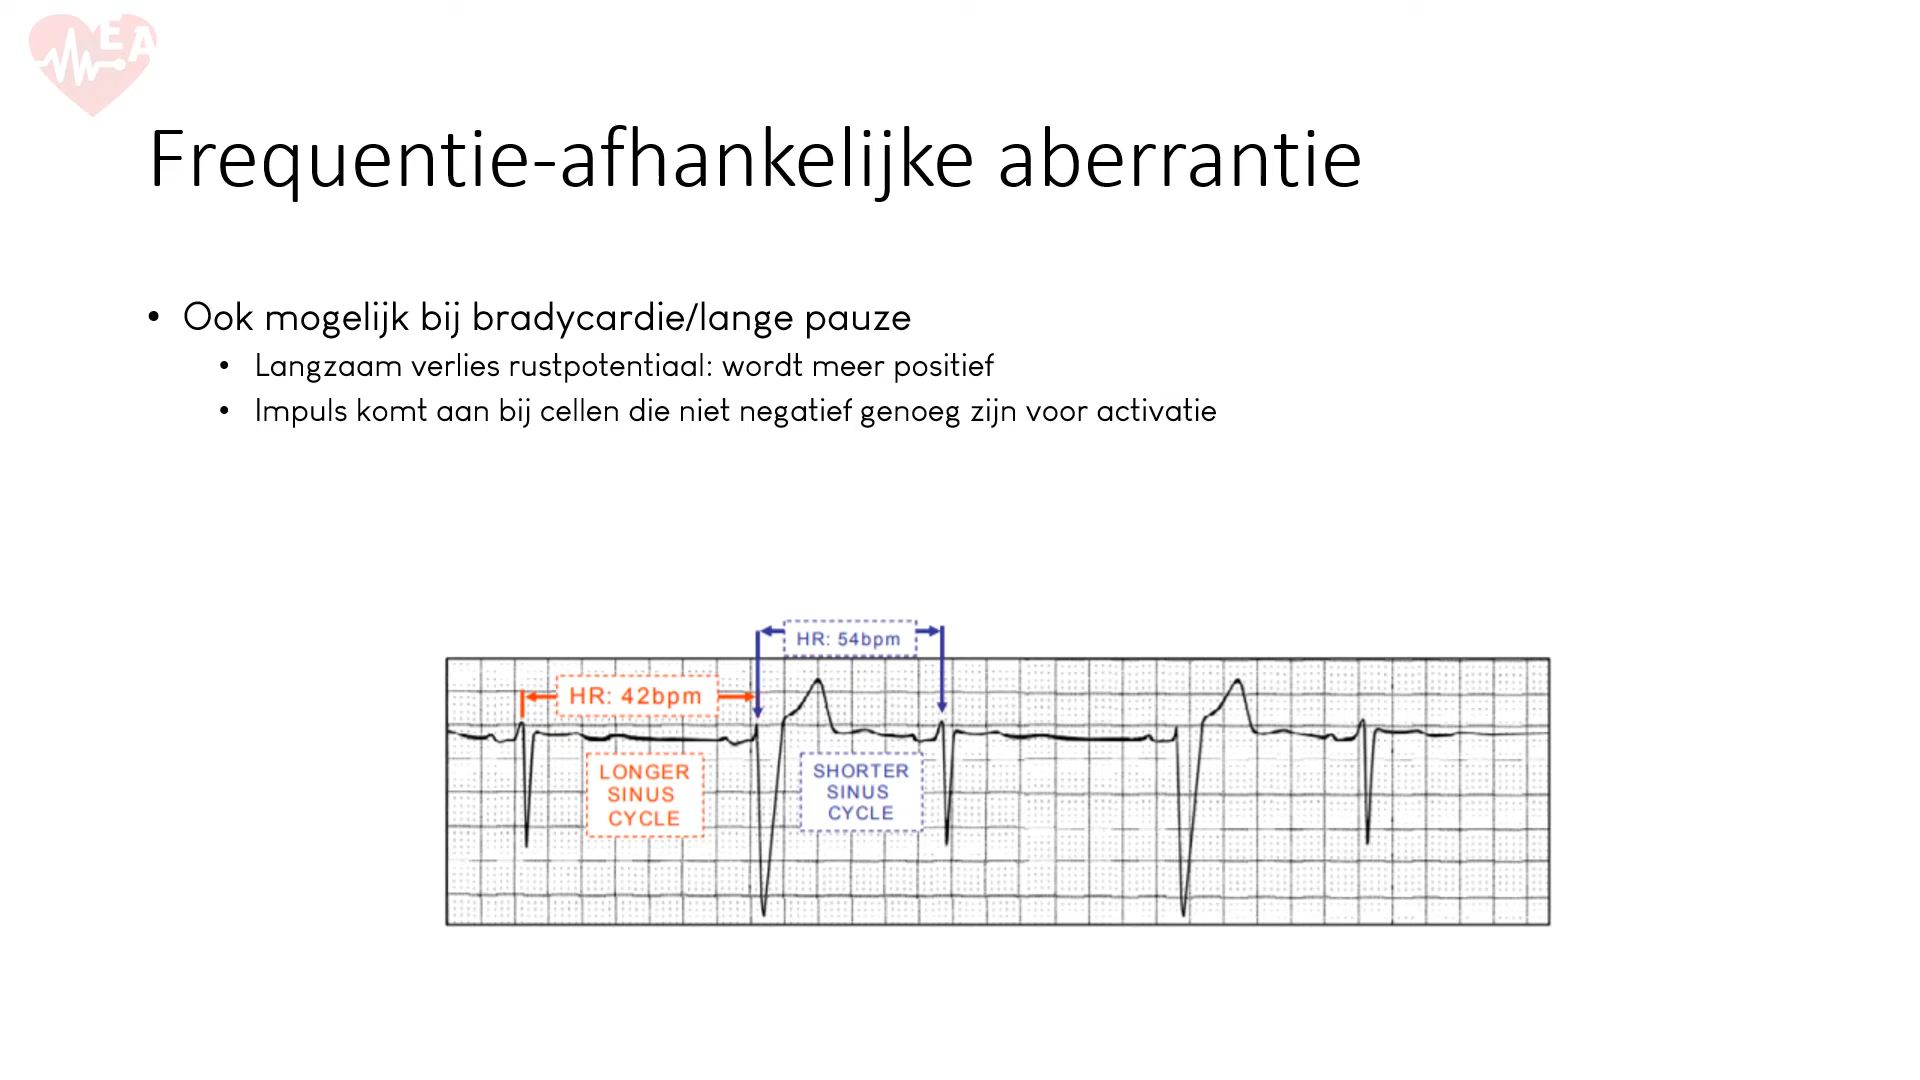 EA
Frequentie-afhankelijke aberrantie
• Ook mogelijk bij bradycardie/lange pauze
• Langzaam verlies rustpotentiaal: wordt meer positief
• Impuls komt aan bij cellen die niet negatief genoeg zijn voor activatie
HR: 54bpm
HR: 42bpm
LONGER
SINUS
CYCLE
SHORTER
SINUS
CYCLE